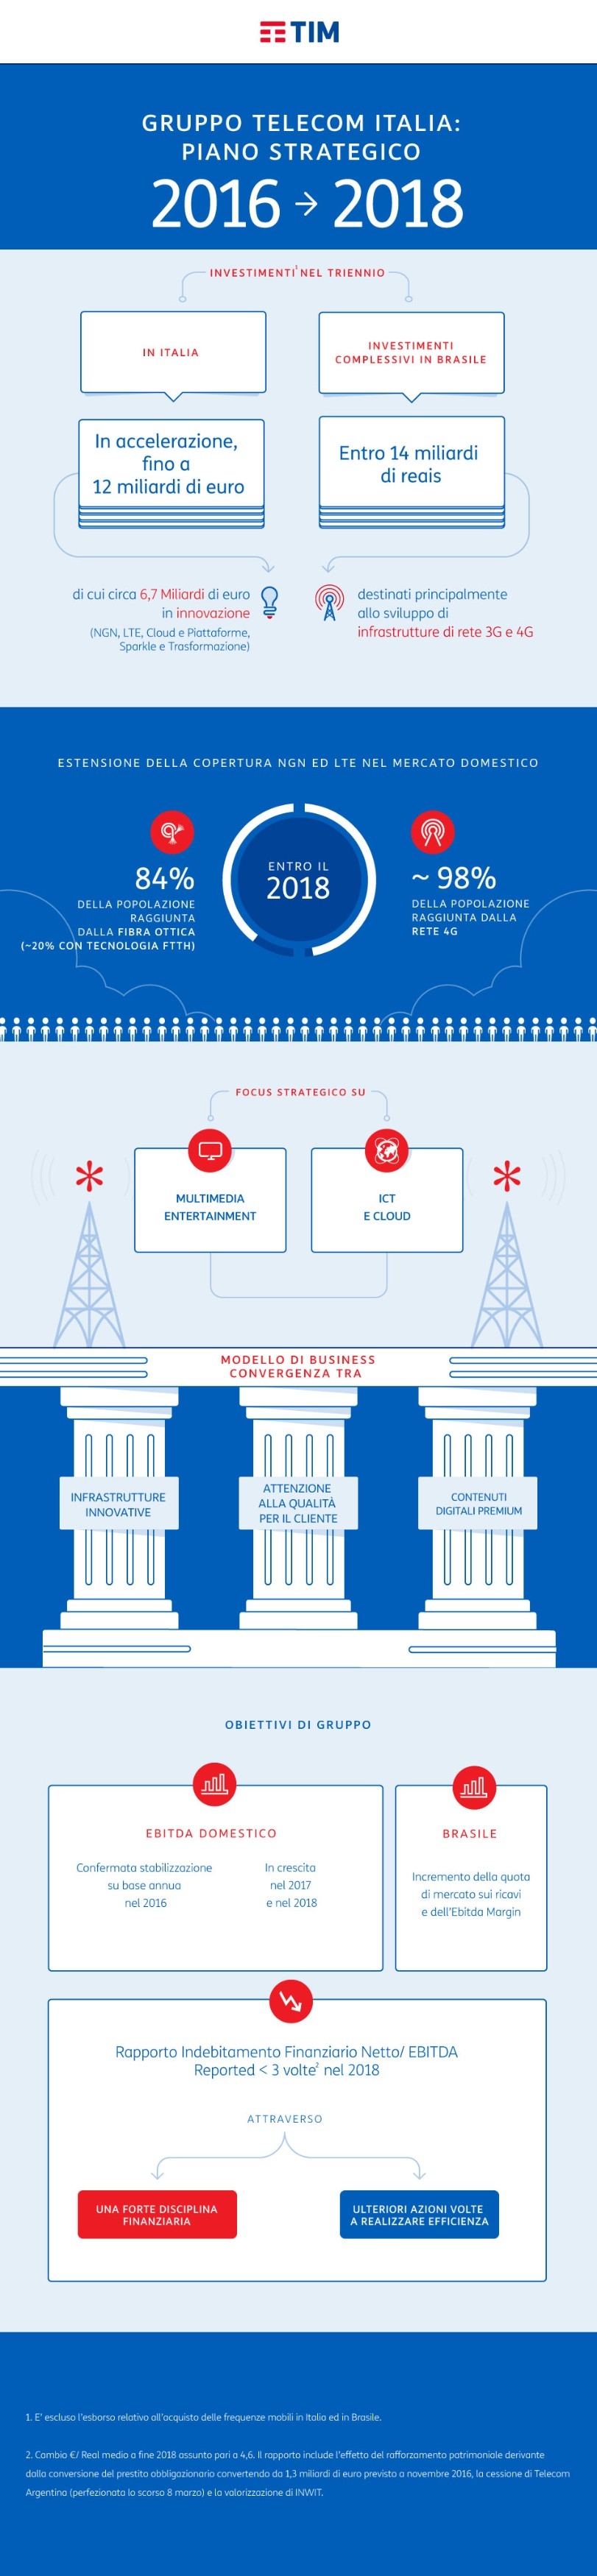 TIM
GRUPPO TELECOM ITALIA:
PIANO STRATEGICO
2016 → 2018
INVESTIMENTI¹ NEL TRIENNIO
IN ITALIA
In accelerazione,
fino a
12 miliardi di euro
di cui circa 6,7 Miliardi di euro
in innovazione
(NGN, LTE, Cloud e Piattaforme,
Sparkle e Trasformazione)
INVESTIMENTI
COMPLESSIVI IN BRASILE
Entro 14 miliardi
di reais
destinati principalmente
allo sviluppo di
infrastrutture di rete 3G e 4G
ESTENSIONE DELLA COPERTURA NGN ED LTE NEL MERCATO DOMESTICO
84%
DELLA POPOLAZIONE
RAGGIUNTA
DALLA FIBRA OTTICA
(~20% CON TECNOLOGIA FTTH)
ENTRO IL
2018
~ 98%
DELLA POPOLAZIONE
RAGGIUNTA DALLA
RETE 4G
FOCUS STRATEGICO SU
MULTIMEDIA
ENTERTAINMENT
ICT
E CLOUD
MODELLO DI BUSINESS
CONVERGENZA TRA
INFRASTRUTTURE
INNOVATIVE
ATTENZIONE
ALLA QUALITÀ
PER IL CLIENTE
CONTENUTI
DIGITALI PREMIUM
OBIETTIVI DI GRUPPO
EBITDA DOMESTICO
Confermata stabilizzazione
su base annua
nel 2016
In crescita
nel 2017
e nel 2018
BRASILE
Incremento della quota
di mercato sui ricavi
e dell'Ebitda Margin
Rapporto Indebitamento Finanziario Netto/ EBITDA
Reported < 3 volte² nel 2018
ATTRAVERSO
UNA FORTE DISCIPLINA
FINANZIARIA
ULTERIORI AZIONI VOLTE
A REALIZZARE EFFICIENZA
1. E' escluso l'esborso relativo all'acquisto delle frequenze mobili in Italia ed in Brasile.
2. Cambio €/ Real medio a fine 2018 assunto pari a 4,6. Il rapporto include l'effetto del rafforzamento patrimoniale derivante
dalla conversione del prestito obbligazionario convertendo da 1,3 miliardi di euro previsto a novembre 2016, la cessione di Telecom
Argentina (perfezionata lo scorso 8 marzo) e la valorizzazione di INWIT.